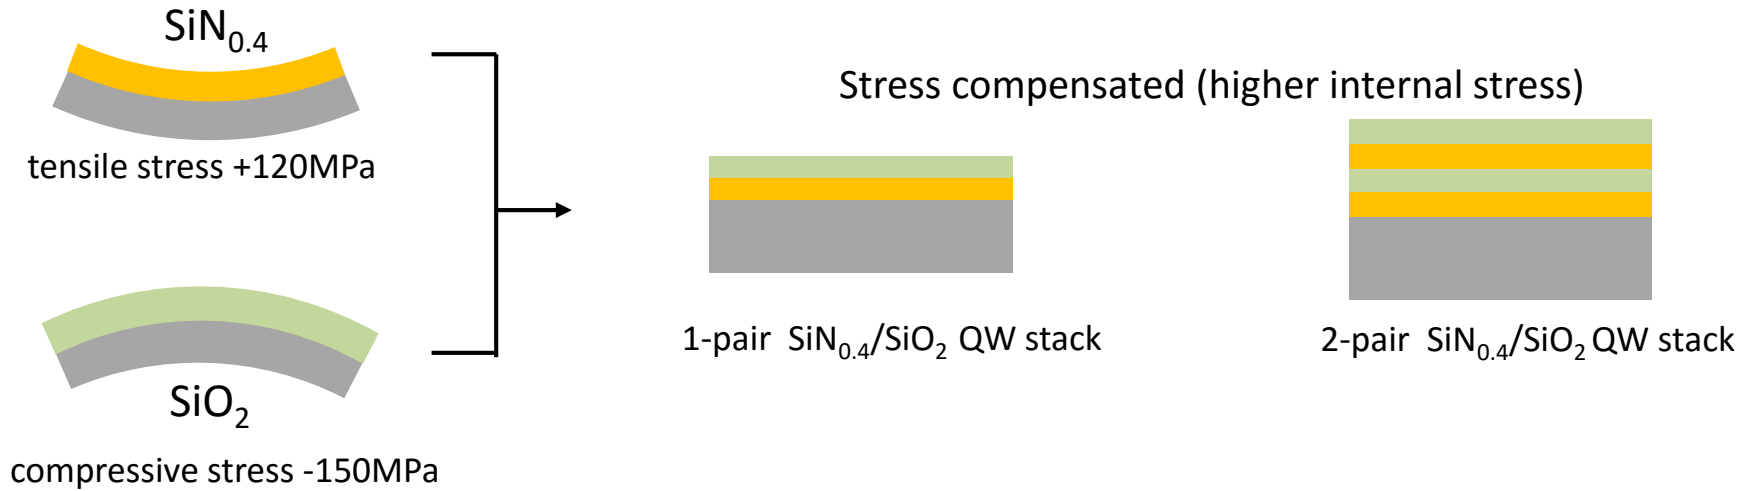 SiN0.4
tensile stress +120MPa
SiO2
compressive stress -150MPa
Stress compensated (higher internal stress)
1-pair SiN0.4/SiO2 QW stack
2-pair SiN0.4/SiO2 QW stack